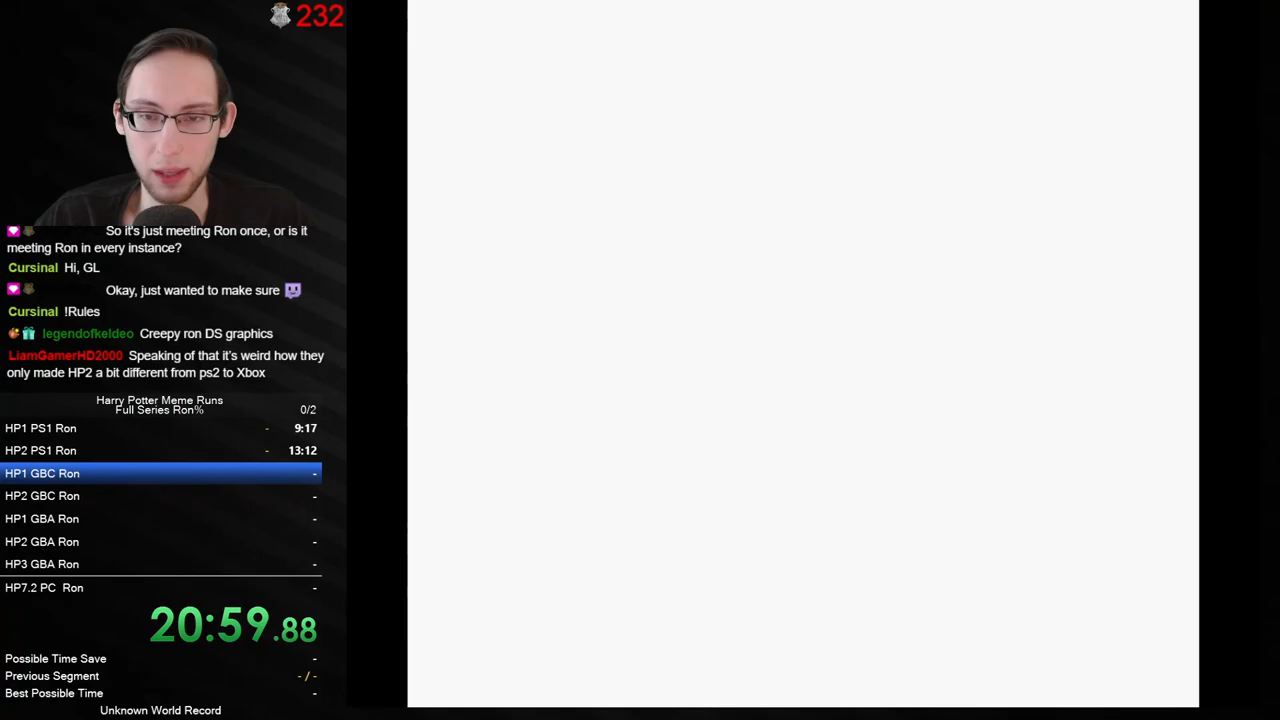 232
So it's just meeting Ron once, or is it
meeting Ron in every instance?
Cursinal Hi, GL
Okay, just wanted to make sure
Cursinal !Rules
legendofkeldeo Creepy ron DS graphics
LiamGamerHD2000 Speaking of that it's weird how they
only made HP2 a bit different from ps2 to Xbox
Harry Potter Meme Runs
Full Series Ron% 0/2
HP1 PS1 Ron - 9:17
HP2 PS1 Ron - 13:12
HP1 GBC Ron -
HP2 GBC Ron -
HP1 GBA Ron -
HP2 GBA Ron -
HP3 GBA Ron -
HP7.2 PC Ron -
20:59.88
Possible Time Save -
Previous Segment - / -
Best Possible Time -
Unknown World Record